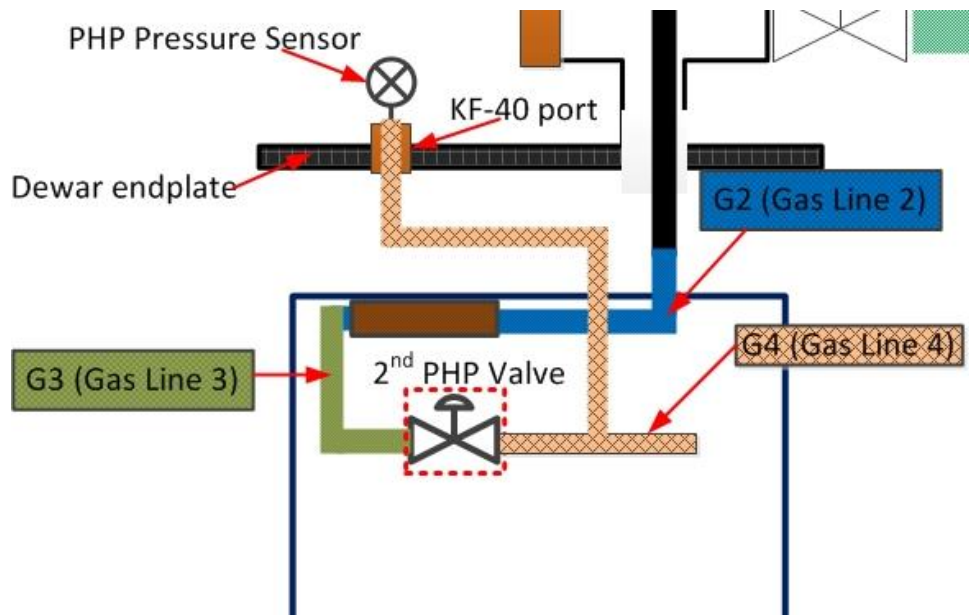 PHP Pressure Sensor
KF-40 port
Dewar endplate
G2 (Gas Line 2)
G4 (Gas Line 4)
G3 (Gas Line 3)
2nd PHP Valve